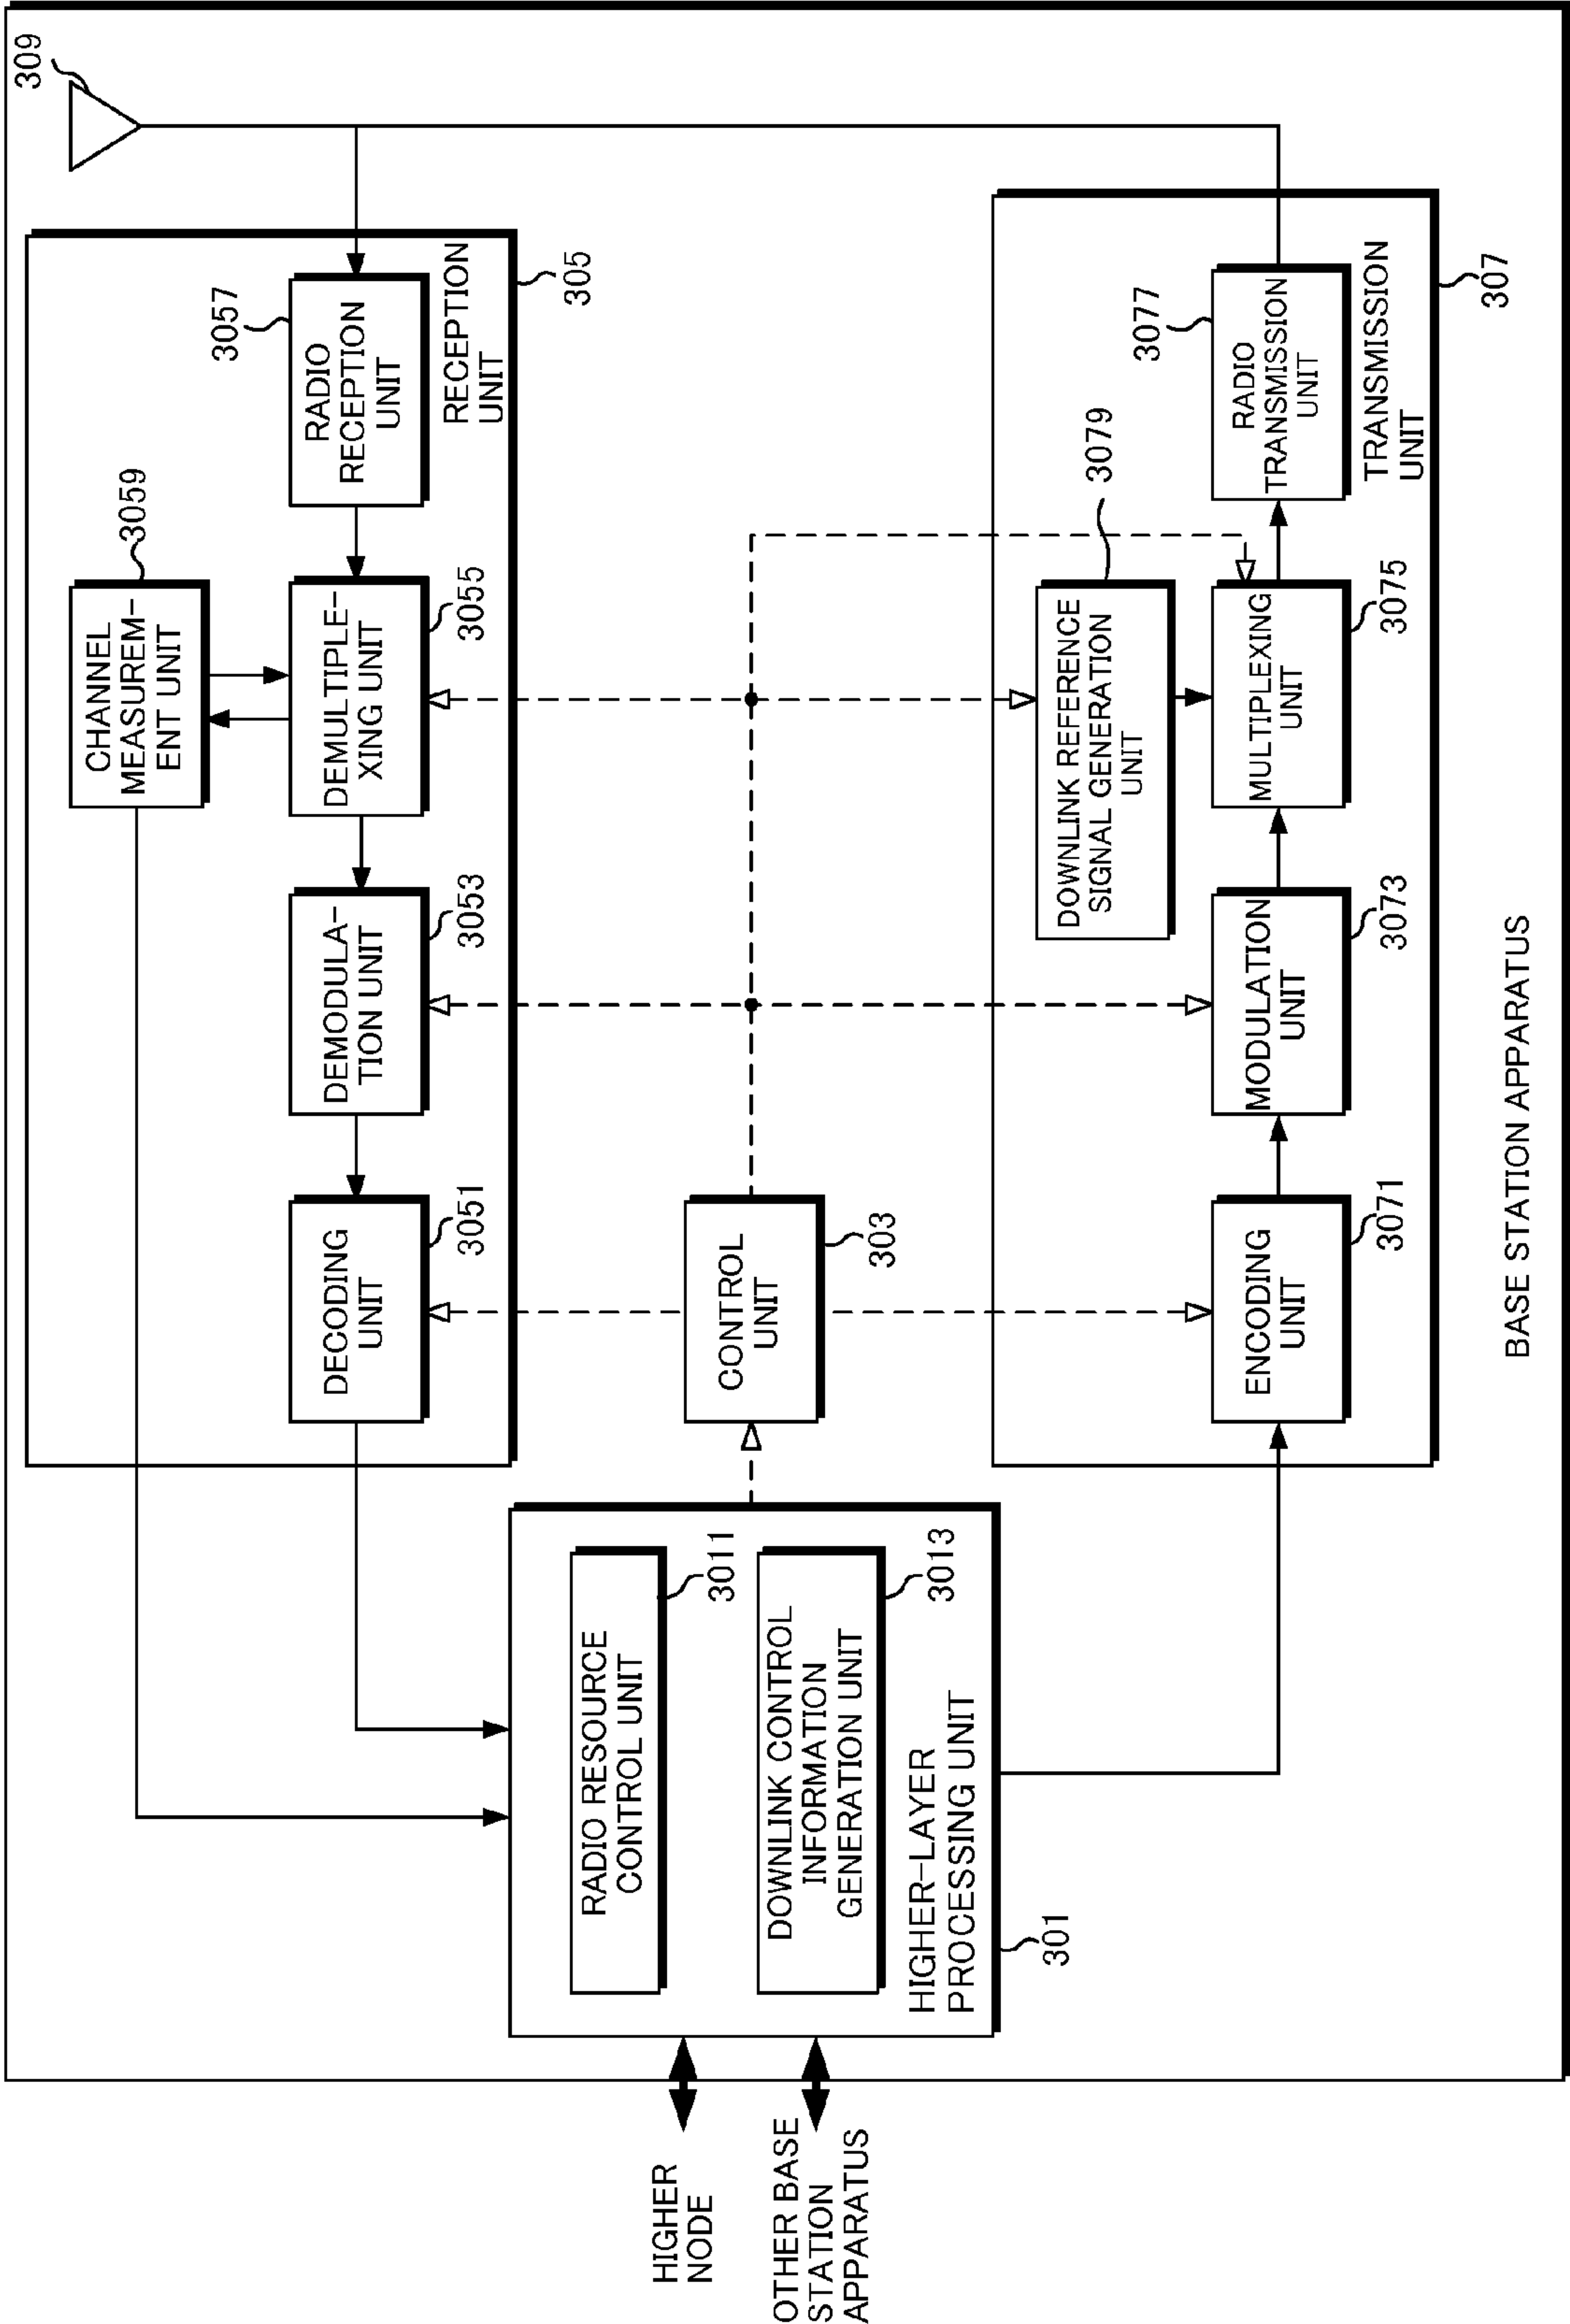 309
3059
CHANNEL
MEASUREM-
ENT UNIT
3057
RADIO
RECEPTION
UNIT
RECEPTION
UNIT
305
DEMULTIPLE-
XING UNIT
3055
DEMODULA-
TION UNIT
3053
DECODING
UNIT
3051
CONTROL
UNIT
303
RADIO RESOURCE
CONTROL UNIT
3011
DOWNLINK CONTROL
INFORMATION
GENERATION UNIT
3013
HIGHER-LAYER
PROCESSING UNIT
301
HIGHER
NODE
OTHER BASE
STATION
APPARATUS
DOWNLINK REFERENCE
SIGNAL GENERATION
UNIT
3079
ENCODING
UNIT
3071
MODULATION
UNIT
3073
MULTIPLEXING
UNIT
3075
RADIO
TRANSMISSION
UNIT
3077
TRANSMISSION
UNIT
307
BASE STATION APPARATUS